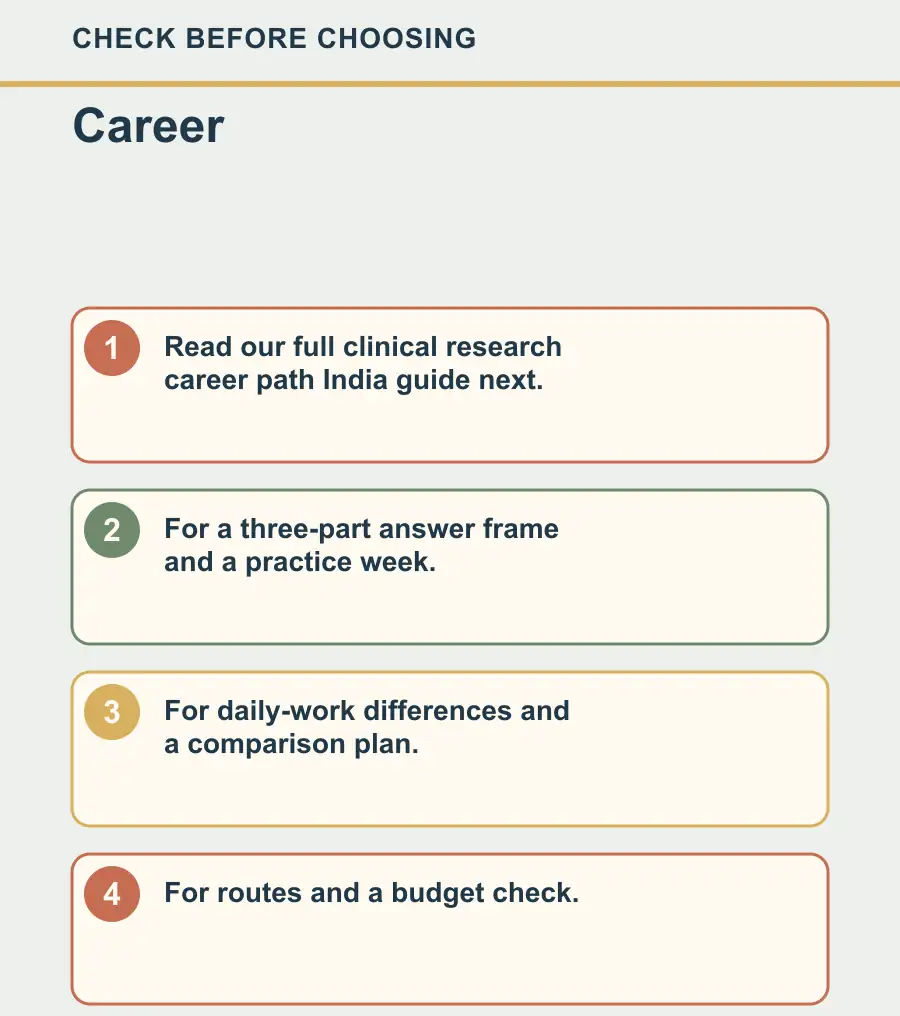 CHECK BEFORE CHOOSING
Career
1
Read our full clinical research
career path India guide next.
2
For a three-part answer frame
and a practice week.
3
For daily-work differences and
a comparison plan.
4
For routes and a budget check.